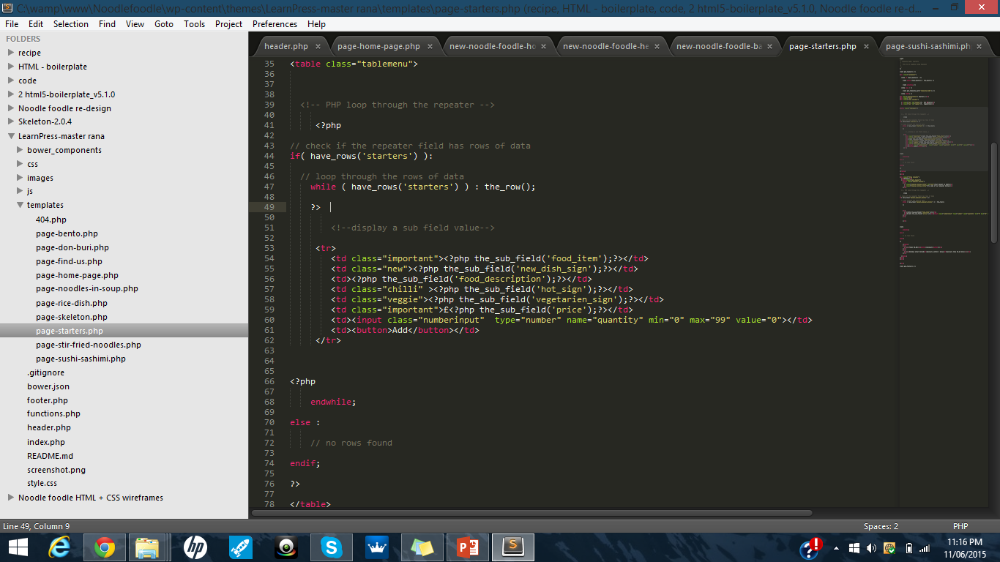 C:\wamp\www\Noodlefoodle\wp-content\themes\LearnPress-master rana\templates\page-starters.php (recipe, HTML - boilerplate, code, 2 html5-boilerplate_v5.1.0, Noodle foodle re-d...
File Edit Selection Find View Goto Tools Project Preferences Help
FOLDERS
recipe
HTML - boilerplate
code
2 html5-boilerplate_v5.1.0
Noodle foodle re-design
Skeleton-2.0.4
LearnPress-master rana
bower_components
css
images
js
templates
404.php
page-bento.php
page-don-buri.php
page-find-us.php
page-home-page.php
page-noodles-in-soup.php
page-rice-dish.php
page-skeleton.php
page-starters.php
page-stir-fried-noodles.php
page-sushi-sashimi.php
.gitignore
bower.json
footer.php
functions.php
header.php
index.php
README.md
screenshot.png
style.css
Noodle foodle HTML + CSS wireframes
header.php page-home-page.php new-noodle-foodle-ho new-noodle-foodle-he new-noodle-foodle-ba page-starters.php page-sushi-sashimi.ph
35 <table class="tablemenu">
36
37
38
39 <!-- PHP loop through the repeater -->
40
41 <?php
42
43 // check if the repeater field has rows of data
44 if( have_rows('starters') ):
45
46 // loop through the rows of data
47 while ( have_rows('starters') ) : the_row();
48
49 ?>
50
51 <!--display a sub field value-->
52
53 <tr>
54 <td class="important"><?php the_sub_field('food_item');?></td>
55 <td class="new"><?php the_sub_field('new_dish_sign');?></td>
56 <td><?php the_sub_field('food_description');?></td>
57 <td class="chilli" ><?php the_sub_field('hot_sign');?></td>
58 <td class="veggie"><?php the_sub_field('vegetarien_sign');?></td>
59 <td class="important">£<?php the_sub_field('price');?></td>
60 <td><input class="numberinput"  type="number" name="quantity" min="0" max="99" value="0"></td>
61 <td><button>Add</button></td>
62 </tr>
63
64
65
66 <?php
67
68 endwhile;
69
70 else :
71
72 // no rows found
73
74 endif;
75
76 ?>
77
78 </table>
Line 49, Column 9 Spaces: 2 PHP
11:16 PM
11/06/2015